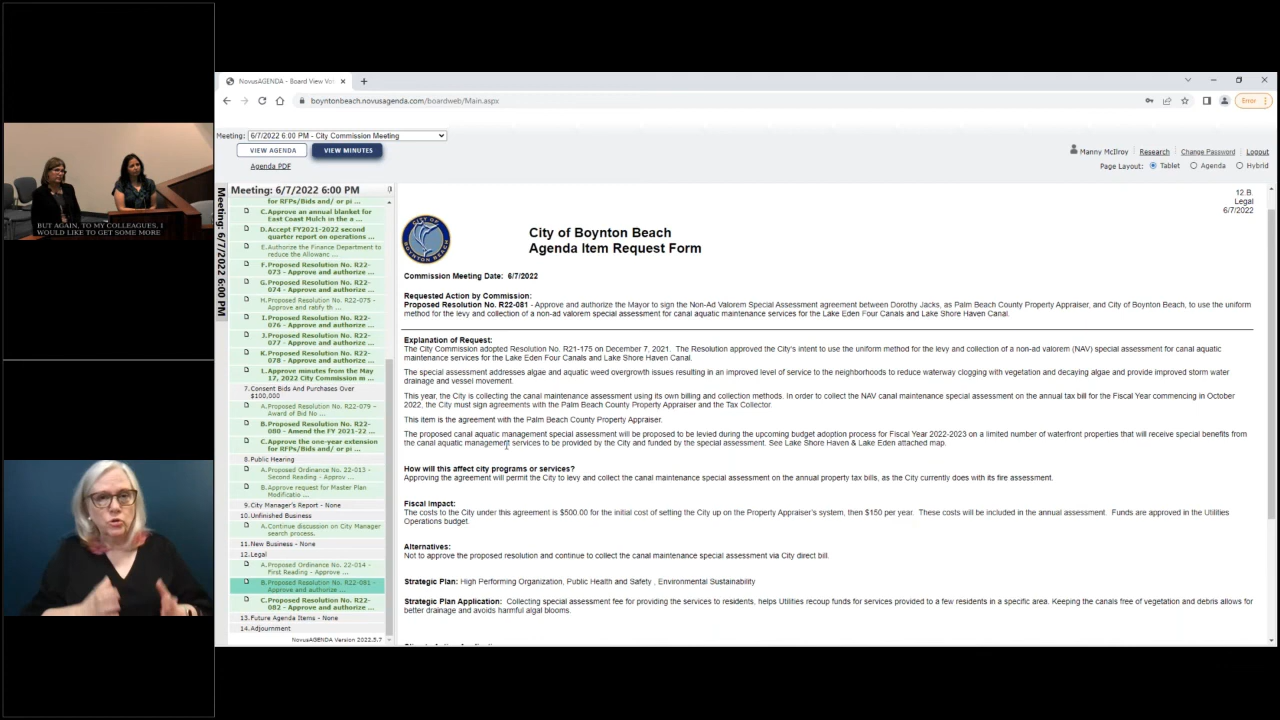 BUT AGAIN, TO MY COLLEAGUES, I
WOULD LIKE TO GET SOME MORE
NovusAGENDA - Board View Vo
boyntonbeach.novusagenda.com/boardweb/Main.aspx
Error
Meeting: 6/7/2022 6:00 PM - City Commission Meeting
VIEW AGENDA VIEW MINUTES
Agenda PDF
Manny McIlroy Research Change Password Logout
Page Layout: Tablet Agenda Hybrid
Meeting: 6/7/2022 6:00 PM
Meeting: 6/7/2022 6:00 PM
for RFPs/Bids and/ or pi ...
C.Approve an annual blanket for
East Coast Mulch in the a ...
D.Accept FY2021-2022 second
quarter report on operations ...
E.Authorize the Finance Department to
reduce the Allowanc ...
F.Proposed Resolution No. R22-
073 - Approve and authorize ...
G.Proposed Resolution No. R22-
074 - Approve and authorize ...
H.Proposed Resolution No. R22-075 -
Approve and ratify th ...
I.Proposed Resolution No. R22-
076 - Approve and authorize ...
J.Proposed Resolution No. R22-
077 - Approve and authorize ...
K.Proposed Resolution No. R22-
078 - Approve and authorize ...
L.Approve minutes from the May
17, 2022 City Commission m ...
7.Consent Bids And Purchases Over
$100,000
A.Proposed Resolution No. R22-079 -
Award of Bid No ...
B.Proposed Resolution No. R22-
080 - Amend the FY 2021-22 ...
C.Approve the one-year extension
for RFPs/Bids and/ or pi ...
8.Public Hearing
A.Proposed Ordinance No. 22-013 -
Second Reading - Approv ...
B.Approve request for Master Plan
Modificatio ...
9.City Manager's Report - None
10.Unfinished Business
A.Continue discussion on City Manager
search process.
11.New Business - None
12.Legal
A.Proposed Ordinance No. 22-014 -
First Reading - Approve ...
B.Proposed Resolution No. R22-081 -
Approve and authorize ...
C.Proposed Resolution No. R22-
082 - Approve and authorize ...
13.Future Agenda Items - None
14.Adjournment
NovusAGENDA Version 2022.5.7
12.B.
Legal
6/7/2022
CITY OF
BOYNTON BEACH
City of Boynton Beach
Agenda Item Request Form
Commission Meeting Date: 6/7/2022
Requested Action by Commission:
Proposed Resolution No. R22-081 - Approve and authorize the Mayor to sign the Non-Ad Valorem Special Assessment agreement between Dorothy Jacks, as Palm Beach County Property Appraiser, and City of Boynton Beach, to use the uniform
method for the levy and collection of a non-ad valorem special assessment for canal aquatic maintenance services for the Lake Eden Four Canals and Lake Shore Haven Canal.
Explanation of Request:
The City Commission adopted Resolution No. R21-175 on December 7, 2021. The Resolution approved the City's intent to use the uniform method for the levy and collection of a non-ad valorem (NAV) special assessment for canal aquatic
maintenance services for the Lake Eden Four Canals and Lake Shore Haven Canal.
The special assessment addresses algae and aquatic weed overgrowth issues resulting in an improved level of service to the neighborhoods to reduce waterway clogging with vegetation and decaying algae and provide improved storm water
drainage and vessel movement.
This year, the City is collecting the canal maintenance assessment using its own billing and collection methods. In order to collect the NAV canal maintenance special assessment on the annual tax bill for the Fiscal Year commencing in October
2022, the City must sign agreements with the Palm Beach County Property Appraiser and the Tax Collector.
This item is the agreement with the Palm Beach County Property Appraiser.
The proposed canal aquatic management special assessment will be proposed to be levied during the upcoming budget adoption process for Fiscal Year 2022-2023 on a limited number of waterfront properties that will receive special benefits from
the canal aquatic management services to be provided by the City and funded by the special assessment. See Lake Shore Haven & Lake Eden attached map.
How will this affect city programs or services?
Approving the agreement will permit the City to levy and collect the canal maintenance special assessment on the annual property tax bills, as the City currently does with its fire assessment.
Fiscal Impact:
The costs to the City under this agreement is $500.00 for the initial cost of setting the City up on the Property Appraiser's system, then $150 per year. These costs will be included in the annual assessment. Funds are approved in the Utilities
Operations budget.
Alternatives:
Not to approve the proposed resolution and continue to collect the canal maintenance special assessment via City direct bill.
Strategic Plan: High Performing Organization, Public Health and Safety , Environmental Sustainability
Strategic Plan Application: Collecting special assessment fee for providing the services to residents, helps Utilities recoup funds for services provided to a few residents in a specific area. Keeping the canals free of vegetation and debris allows for
better drainage and avoids harmful algal blooms.